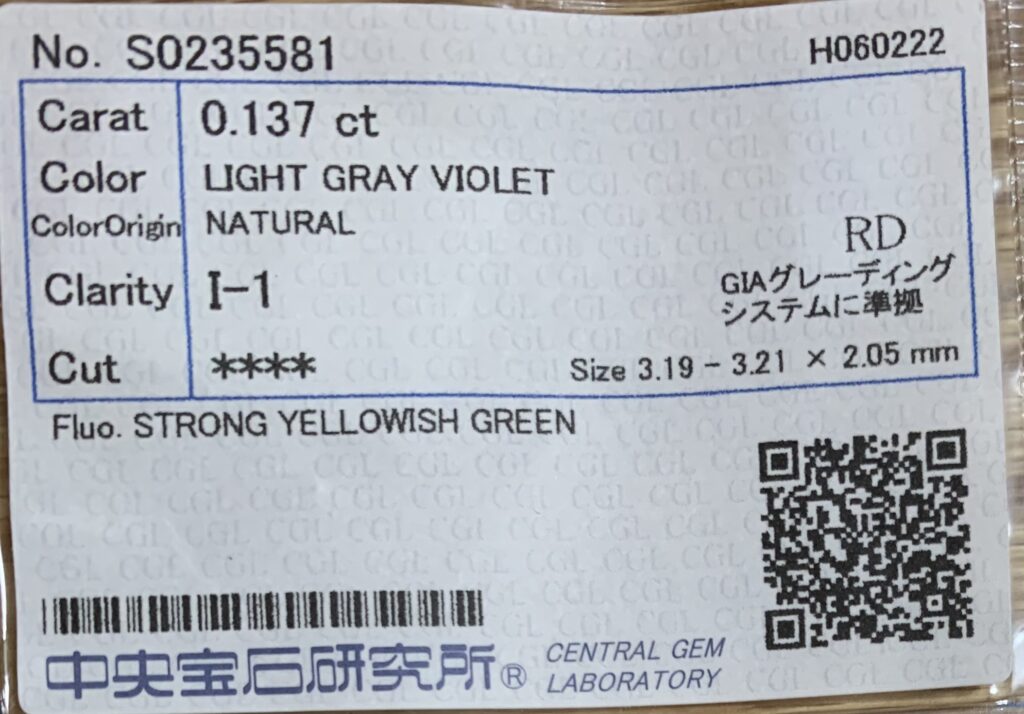 No. S0235581
H060222
Carat 0.137 ct
Color LIGHT GRAY VIOLET
ColorOrigin NATURAL
RD
Clarity I-1
GIAグレーディング
システムに準拠
Cut ****
Size 3.19 - 3.21 × 2.05 mm
Fluo. STRONG YELLOWISH GREEN
中央宝石研究所® CENTRAL GEM
LABORATORY